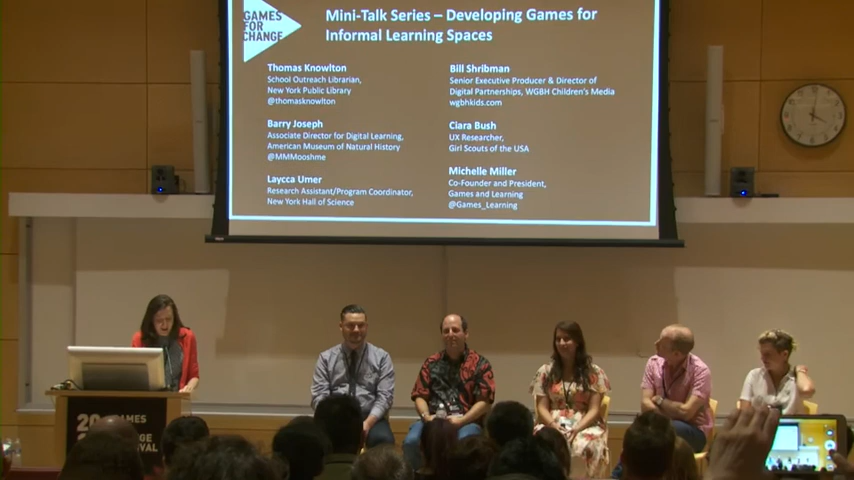 GAMES
FOR
CHANGE
Mini-Talk Series – Developing Games for
Informal Learning Spaces
Thomas Knowlton
School Outreach Librarian,
New York Public Library
@thomasknowlton
Barry Joseph
Associate Director for Digital Learning,
American Museum of Natural History
@MMMooshme
Laycca Umer
Research Assistant/Program Coordinator,
New York Hall of Science
Bill Shribman
Senior Executive Producer & Director of
Digital Partnerships, WGBH Children's Media
wgbhkids.com
Ciara Bush
UX Researcher,
Girl Scouts of the USA
Michelle Miller
Co-Founder and President,
Games and Learning
@Games_Learning
20
GAMES